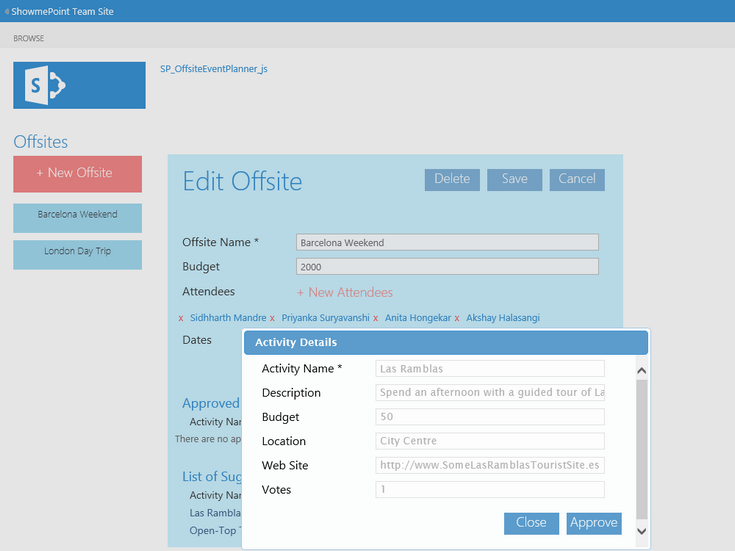 ShowmePoint Team Site
BROWSE
S
SP_OffsiteEventPlanner_js
Offsites
+ New Offsite
Barcelona Weekend
London Day Trip
Edit Offsite
Delete
Save
Cancel
Offsite Name *
Barcelona Weekend
Budget
2000
Attendees
+ New Attendees
x Sidhharth Mandre x Priyanka Suryavanshi x Anita Hongekar x Akshay Halasangi
Dates
Approved
Activity Nar
There are no ap
List of Sug
Activity Nar
Las Rambla
Open-Top
Activity Details
Activity Name *
Las Ramblas
Description
Spend an afternoon with a guided tour of La
Budget
50
Location
City Centre
Web Site
http://www.SomeLasRamblasTouristSite.es
Votes
1
Close
Approve